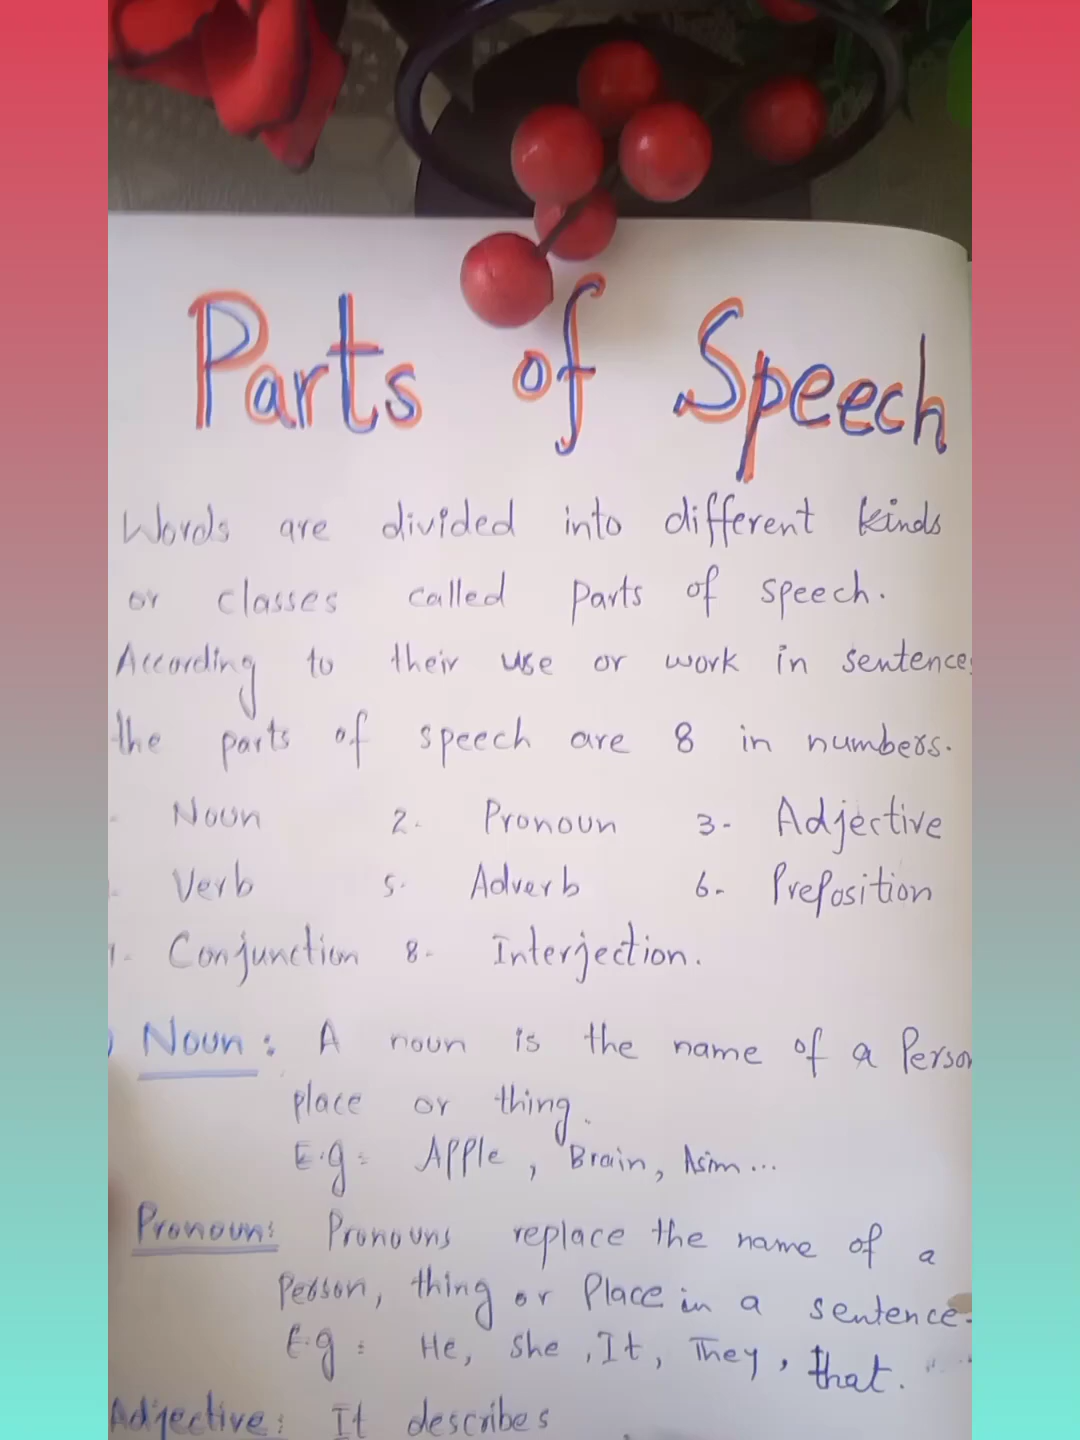 Parts of Speech
Words are divided into different kinds
or classes called parts of speech.
According to their use or work in sentence
the parts of speech are 8 in numbers.
Noun 2- Pronoun 3- Adjective
Verb 5- Adverb 6- Preposition
Conjunction 8- Interjection.
Noun: A noun is the name of a Person
place or thing.
E.g: Apple, Brain, Asim...
Pronoun: Pronouns replace the name of a
Person, thing or Place in a sentence.
E.g: He, She, It, They, that.
Adjective: It describes